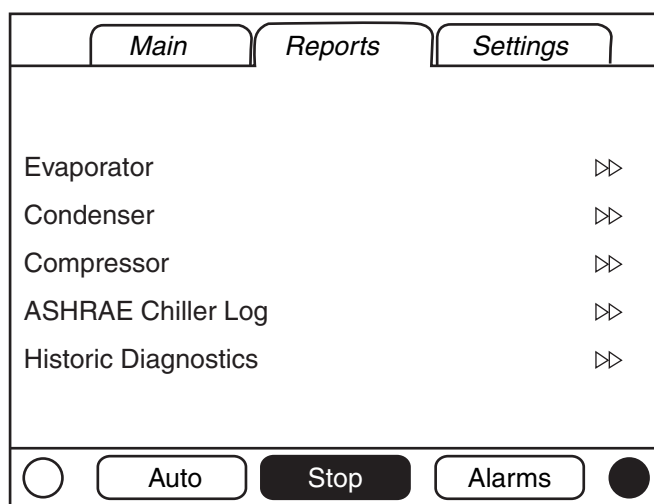 Main Reports Settings
Evaporator
Condenser
Compressor
ASHRAE Chiller Log
Historic Diagnostics
Auto Stop Alarms